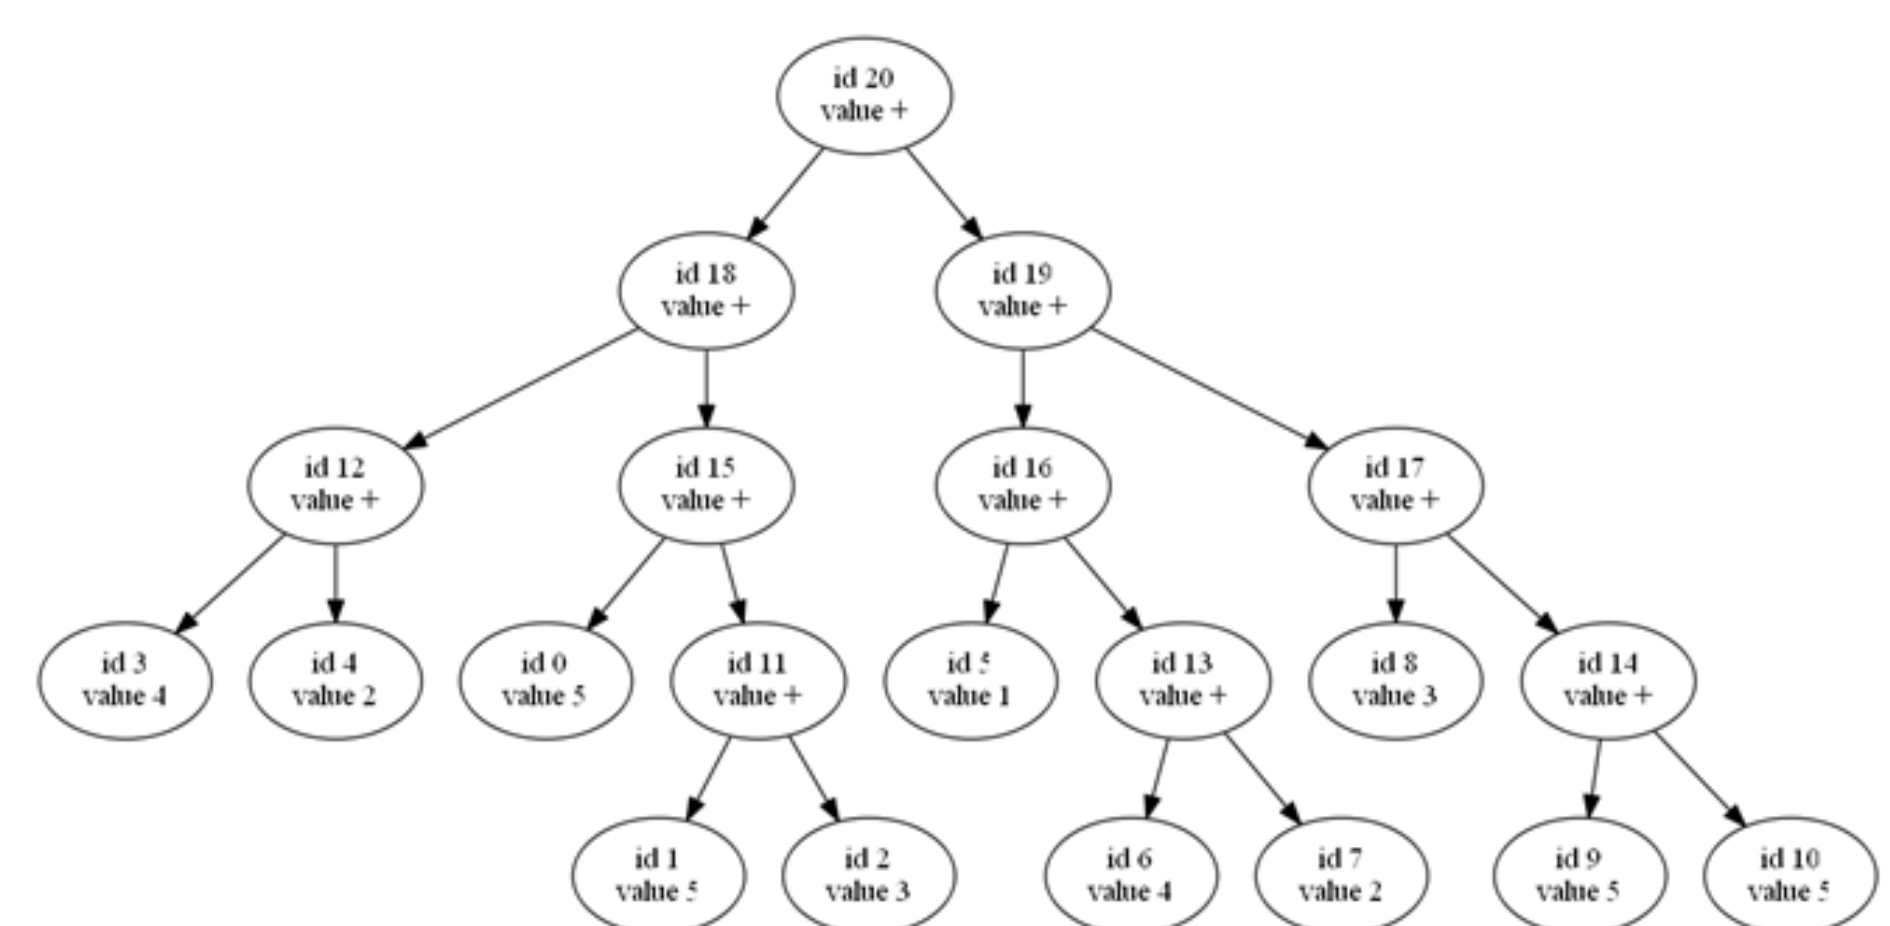 id 20
value +
id 18
value +
id 19
value +
id 12
value +
id 15
value +
id 16
value +
id 17
value +
id 3
value 4
id 4
value 2
id 0
value 5
id 11
value +
id 5
value 1
id 13
value +
id 8
value 3
id 14
value +
id 1
value 5
id 2
value 3
id 6
value 4
id 7
value 2
id 9
value 5
id 10
value 5